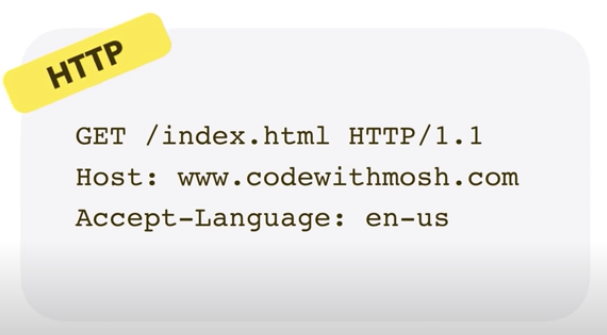 HTTP
GET /index.html HTTP/1.1
Host: www.codewithmosh.com
Accept-Language: en-us